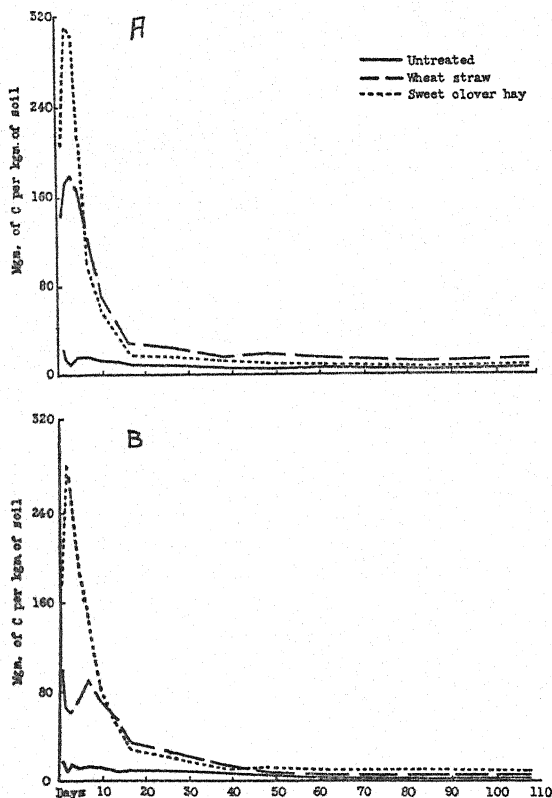 A
320
240
160
80
0
Mgm. of C per kgm. of soil
Untreated
Wheat straw
Sweet clover hay
B
320
240
160
80
0
Mgm. of C per kgm. of soil
Days 10 20 30 40 50 60 70 80 90 100 110